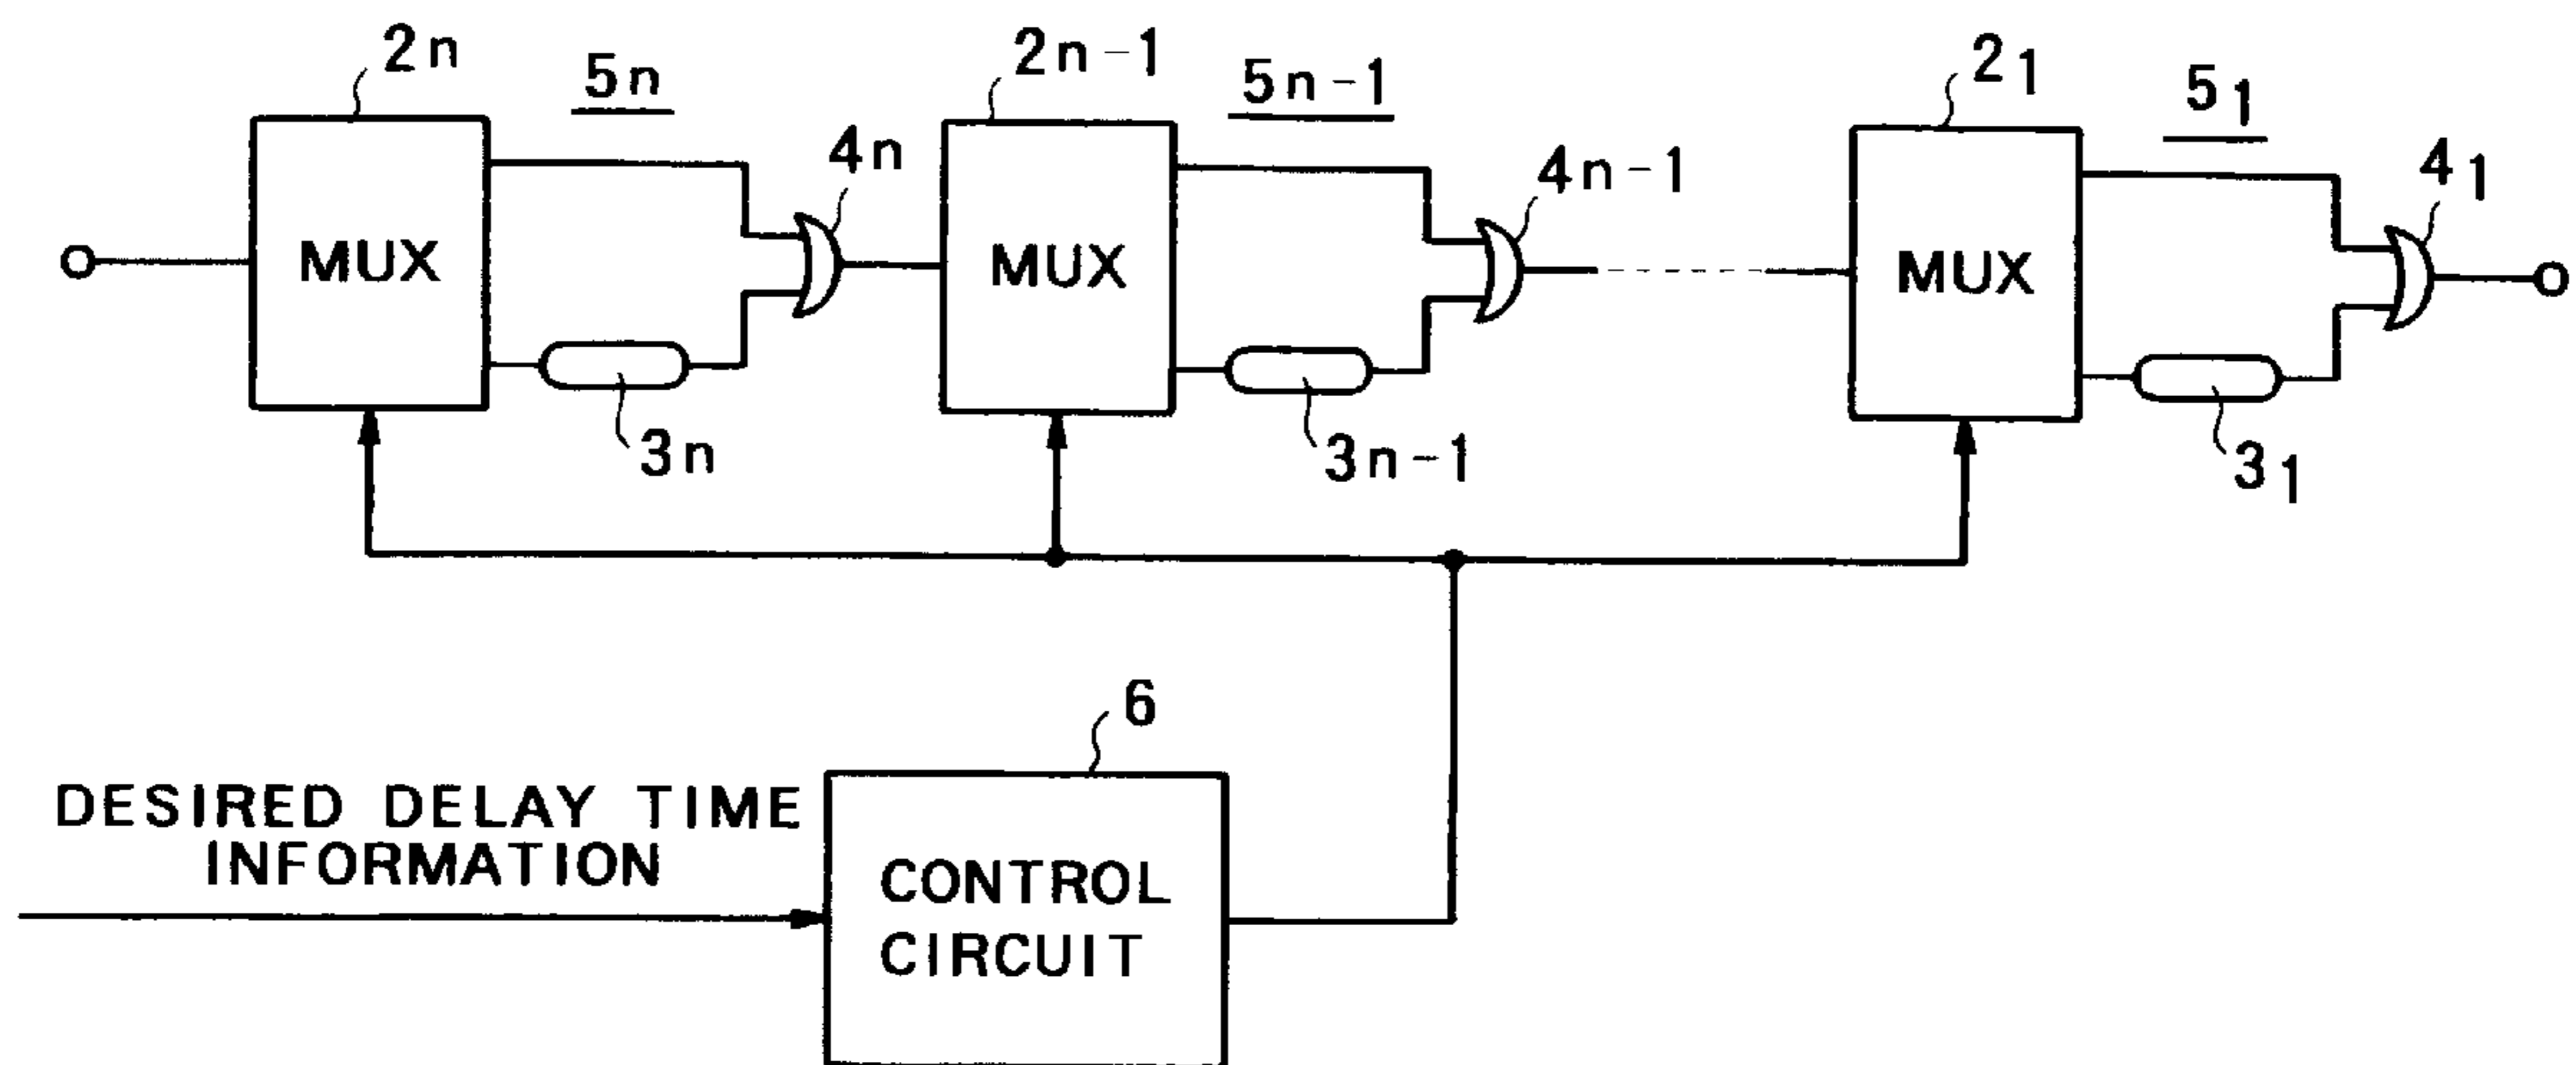 2n
5n
4n
MUX
3n
2n-1
5n-1
4n-1
MUX
3n-1
21
51
41
MUX
31
6
DESIRED DELAY TIME
INFORMATION
CONTROL
CIRCUIT